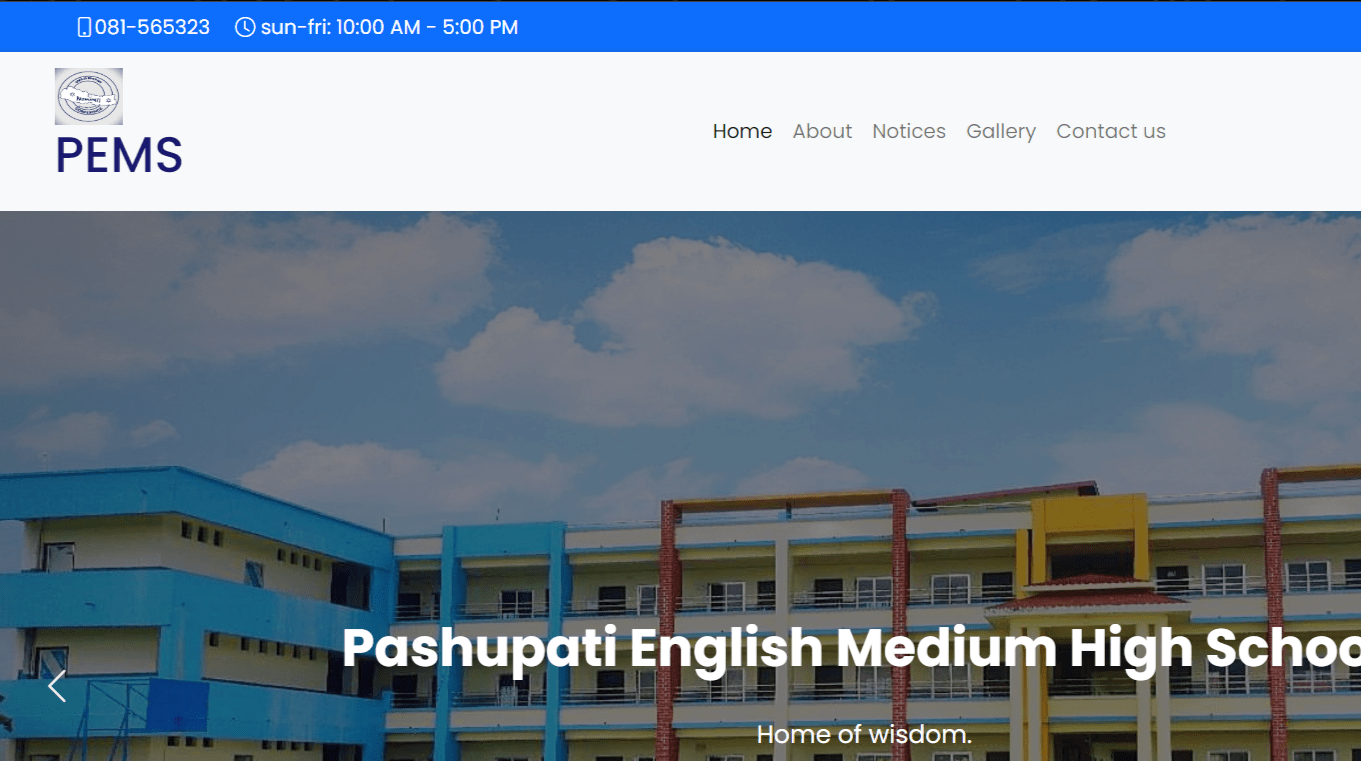 081-565323 sun-fri: 10:00 AM - 5:00 PM
PEMS
Home About Notices Gallery Contact us
Pashupati English Medium High Schoo
Home of wisdom.